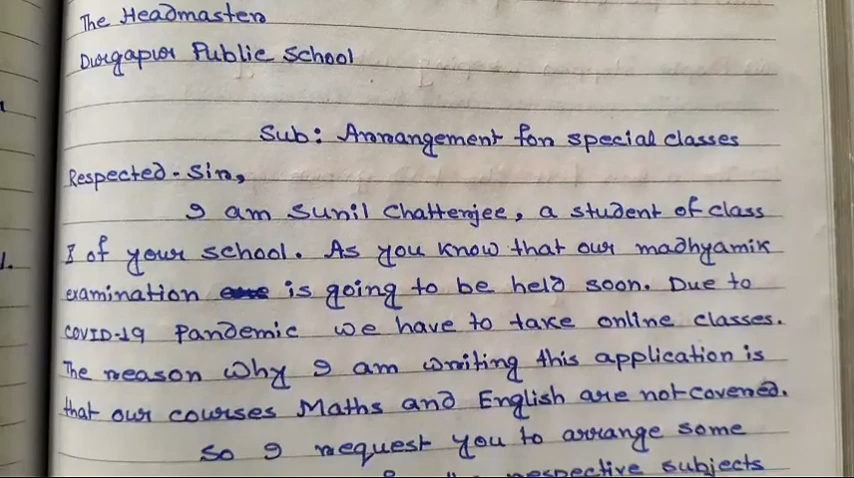 The Headmaster
Durgapur Public School
Sub: Arrangement for special classes
Respected - Sir,
I am Sunil Chatterjee, a student of class
X of your school. As you know that our madhyamik
examination is going to be held soon. Due to
COVID-19 Pandemic we have to take online classes.
The reason why I am writing this application is
that our courses Maths and English are not covered.
So I request you to arrange some
respective subjects